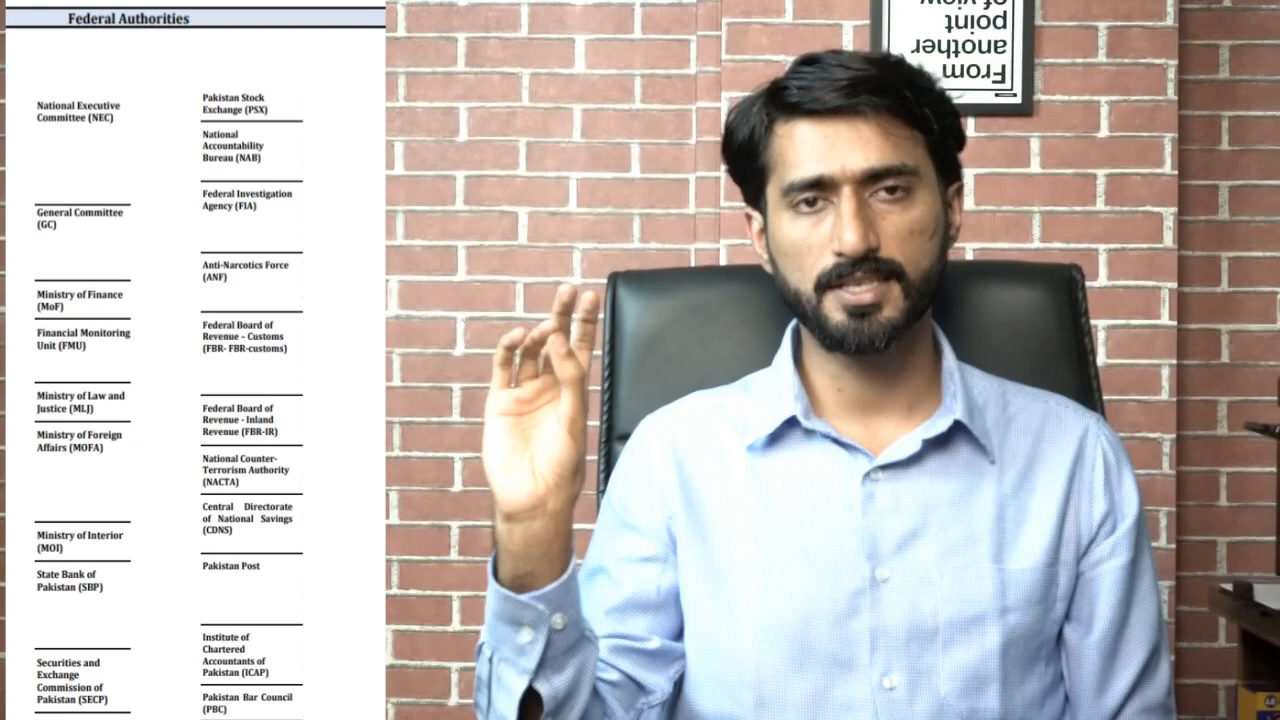 Federal Authorities
National Executive
Committee (NEC)
General Committee
(GC)
Ministry of Finance
(MoF)
Financial Monitoring
Unit (FMU)
Ministry of Law and
Justice (MLJ)
Ministry of Foreign
Affairs (MOFA)
Ministry of Interior
(MOI)
State Bank of
Pakistan (SBP)
Securities and
Exchange
Commission of
Pakistan (SECP)
Pakistan Stock
Exchange (PSX)
National
Accountability
Bureau (NAB)
Federal Investigation
Agency (FIA)
Anti-Narcotics Force
(ANF)
Federal Board of
Revenue – Customs
(FBR- FBR-customs)
Federal Board of
Revenue - Inland
Revenue (FBR-IR)
National Counter-
Terrorism Authority
(NACTA)
Central Directorate
of National Savings
(CDNS)
Pakistan Post
Institute of
Chartered
Accountants of
Pakistan (ICAP)
Pakistan Bar Council
(PBC)
From
another
point
of view